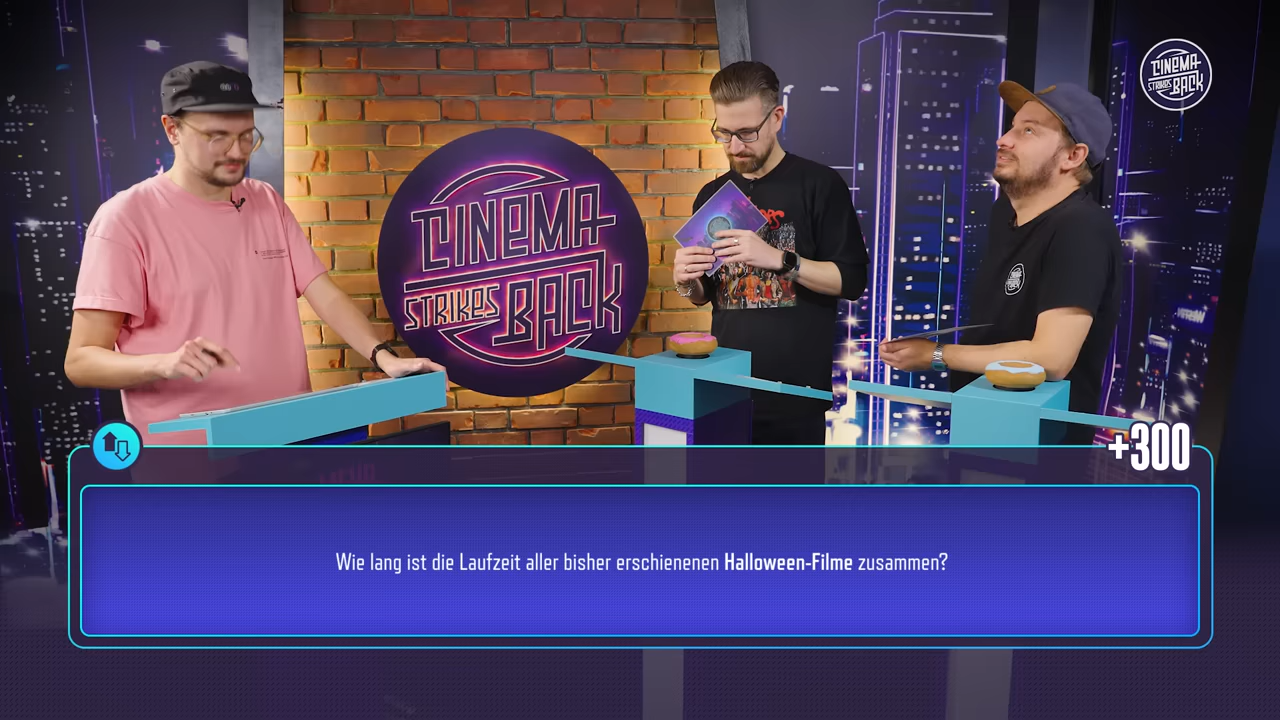 CINEMA
STRIKES BACK
CINEMA
STRIKES BACK
+300
Wie lang ist die Laufzeit aller bisher erschienenen Halloween-Filme zusammen?